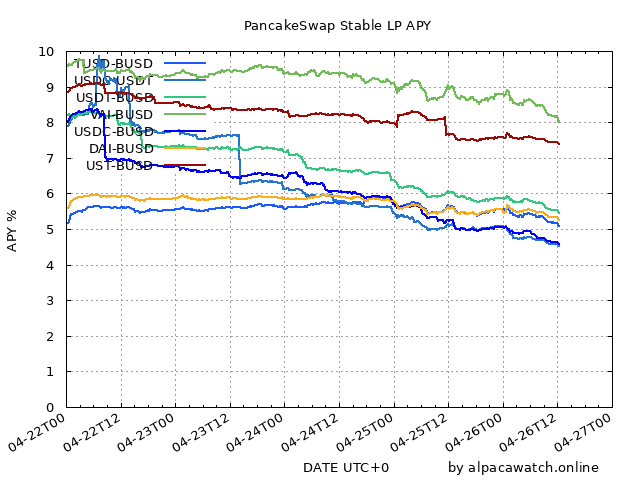 PancakeSwap Stable LP APY
10
9
8
7
6
5
4
3
2
1
0
APY %
TUSD-BUSD
USDC-USDT
USDT-BUSD
VAI-BUSD
USDC-BUSD
DAI-BUSD
UST-BUSD
04-22T00
04-22T12
04-23T00
04-23T12
04-24T00
04-24T12
04-25T00
04-25T12
04-26T00
04-26T12
04-27T00
DATE UTC+0
by alpacawatch.online